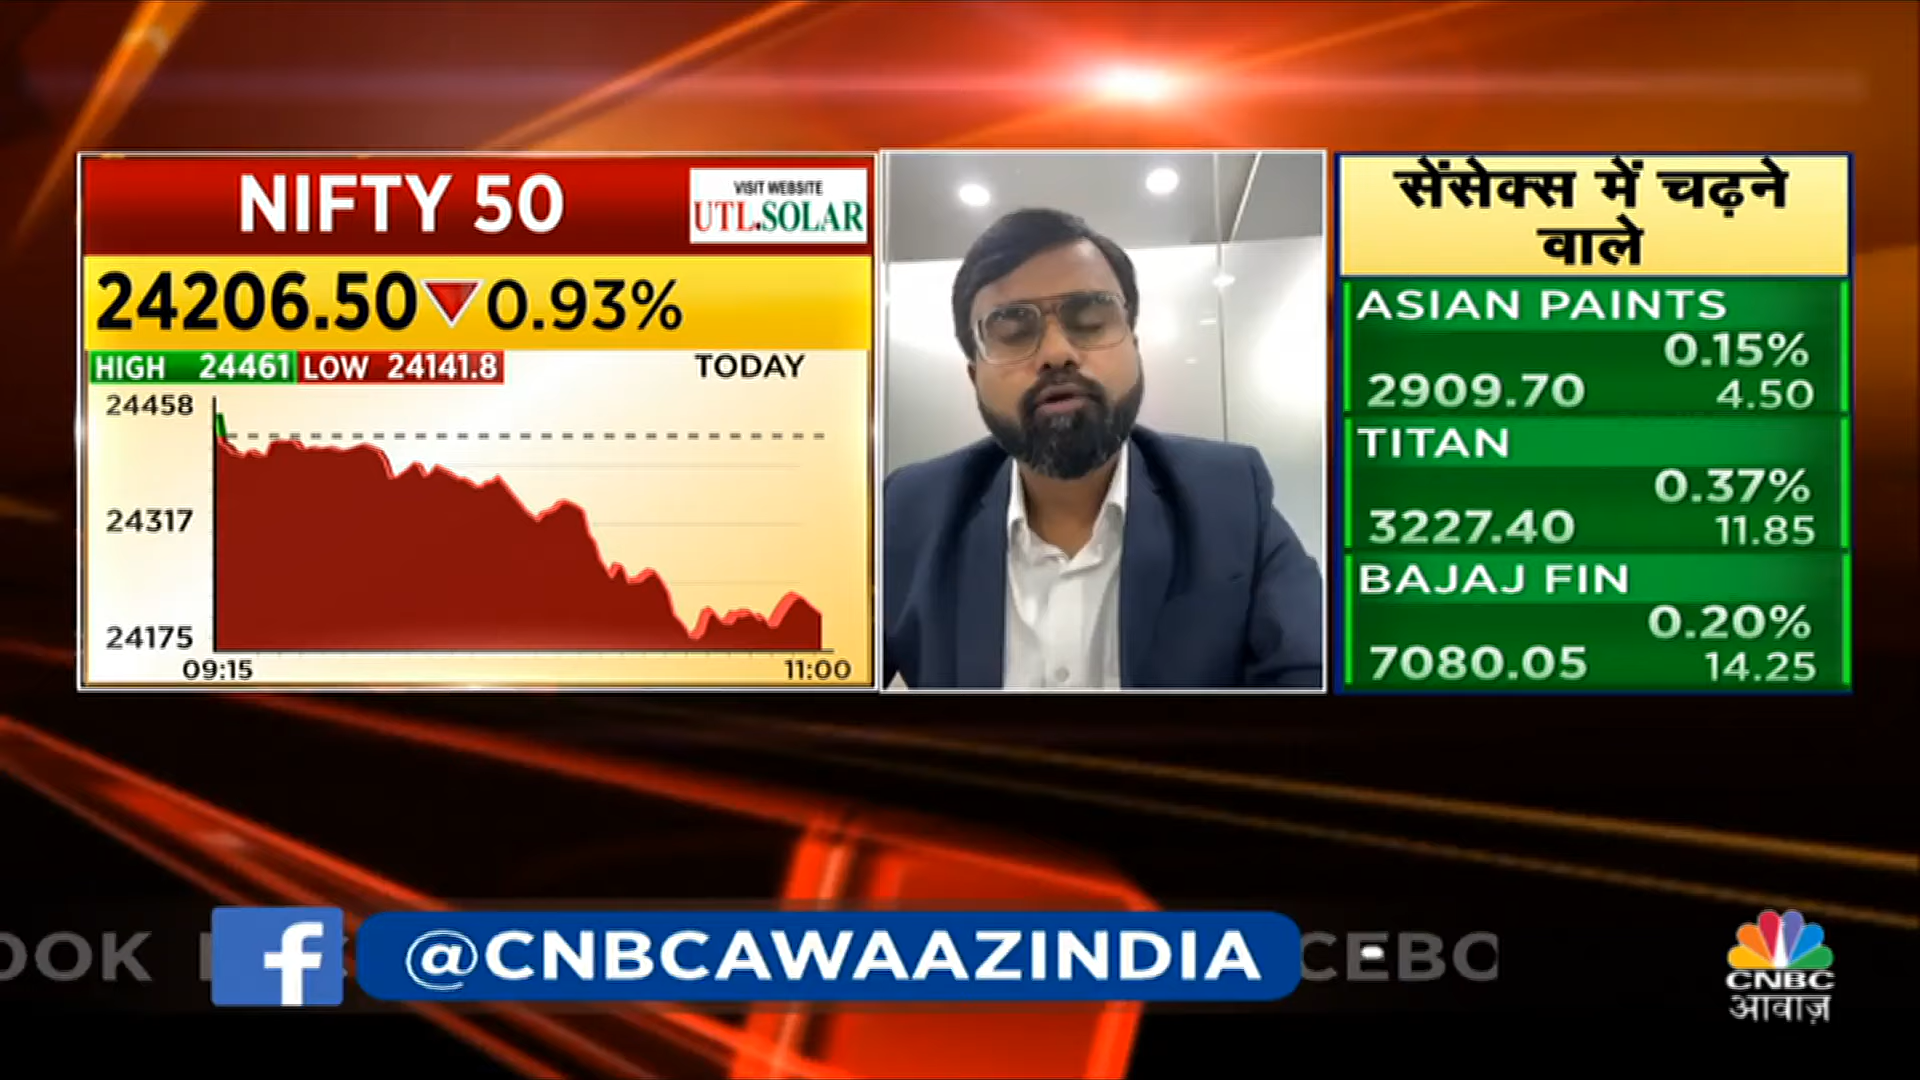 NIFTY 50
VISIT WEBSITE
UTL.SOLAR
24206.50 0.93%
HIGH 24461 LOW 24141.8
TODAY
24458
24317
24175
09:15
11:00
सेंसेक्स में चढ़ने
वाले
ASIAN PAINTS
0.15%
2909.70
4.50
TITAN
0.37%
3227.40
11.85
BAJAJ FIN
0.20%
7080.05
14.25
OOK
f
@CNBCAWAAZINDIA
CEBO
CNBC
आवाज़